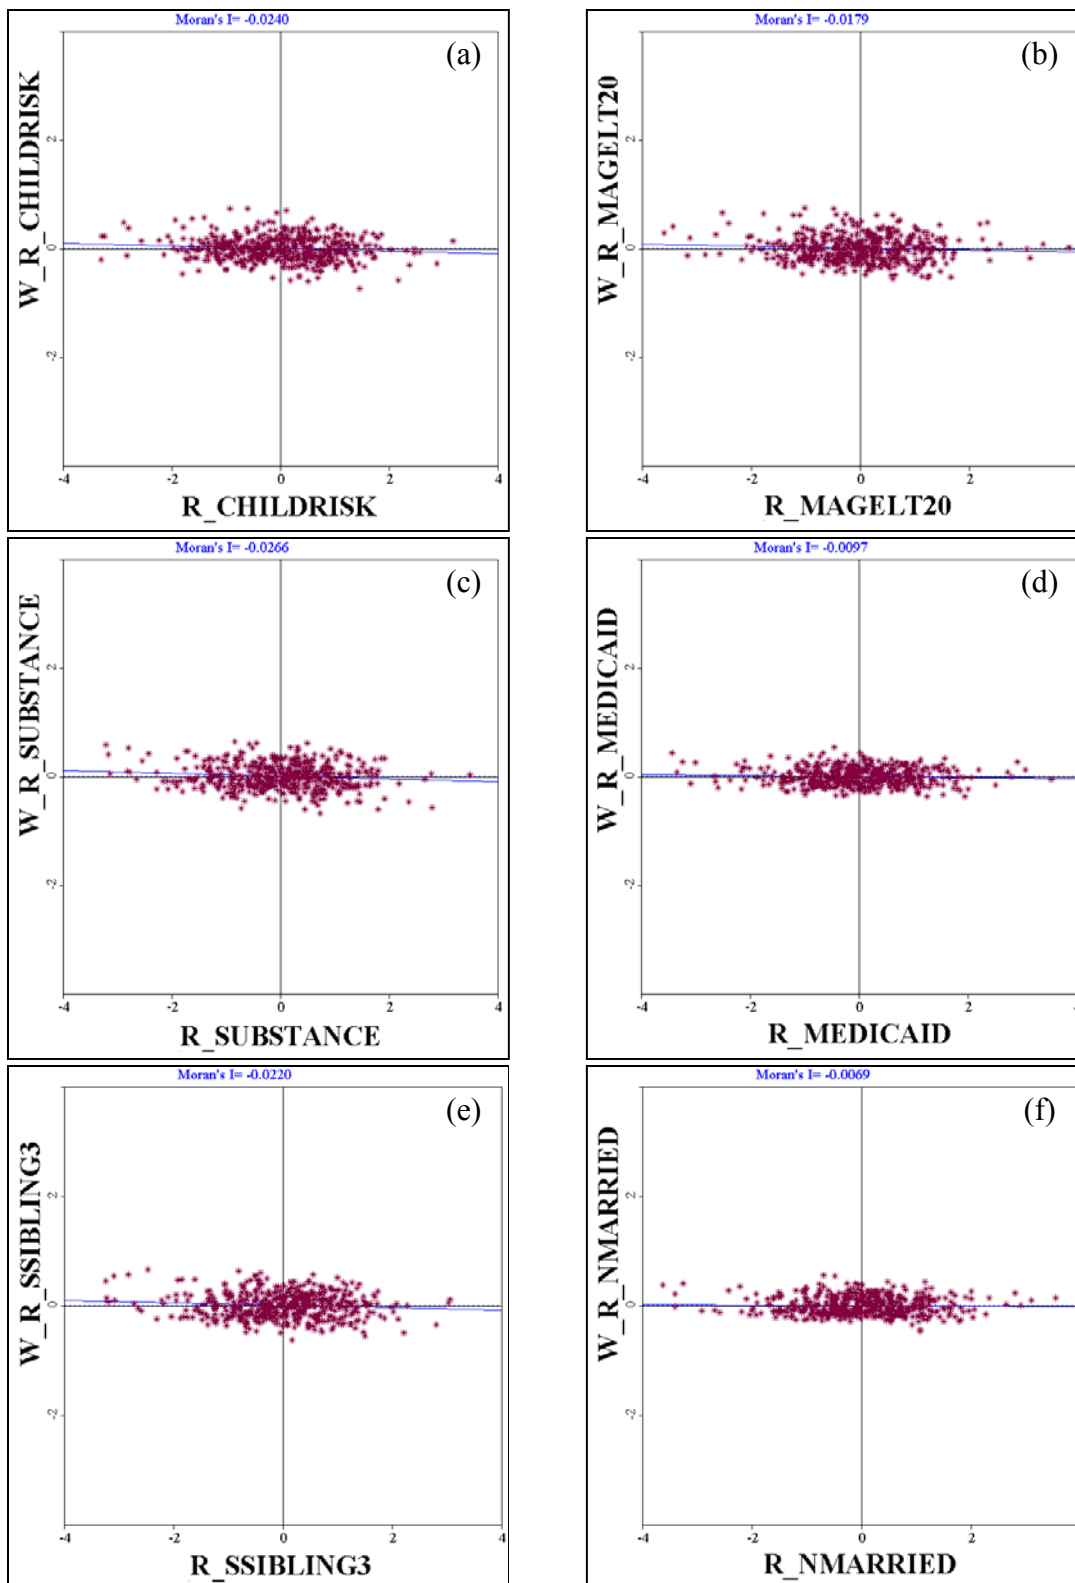 Moran's I= -0.0240
(a)
W_R_CHILDRISK
2
0
-2
-4
-2
0
2
4
R_CHILDRISK
Moran's I= -0.0179
(b)
W_R_MAGELT20
2
0
-2
-4
-2
0
2
R_MAGELT20
Moran's I= -0.0266
(c)
W_R_SUBSTANCE
2
0
-2
-4
-2
0
2
4
R_SUBSTANCE
Moran's I= -0.0097
(d)
W_R_MEDICAID
2
0
-2
-4
-2
0
2
R_MEDICAID
Moran's I= -0.0220
(e)
W_R_SSIBLING3
2
0
-2
-4
-2
0
2
4
R_SSIBLING3
Moran's I= -0.0069
(f)
W_R_NMARRIED
2
0
-2
-4
-2
0
2
R_NMARRIED